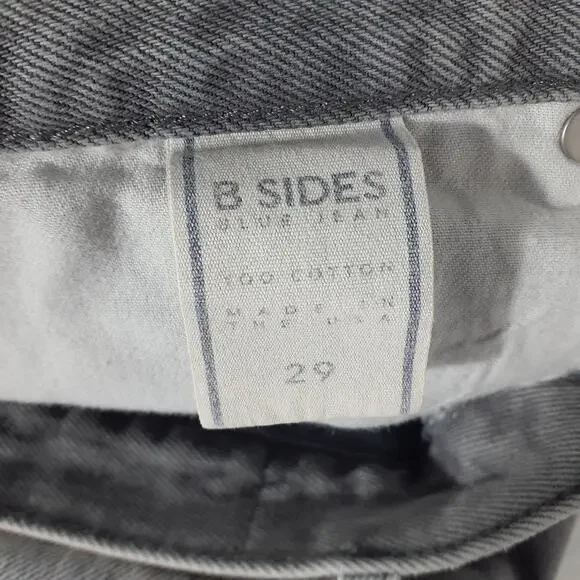 B SIDES
BLUE JEAN
100 COTTON
MADE IN
THE USA
29